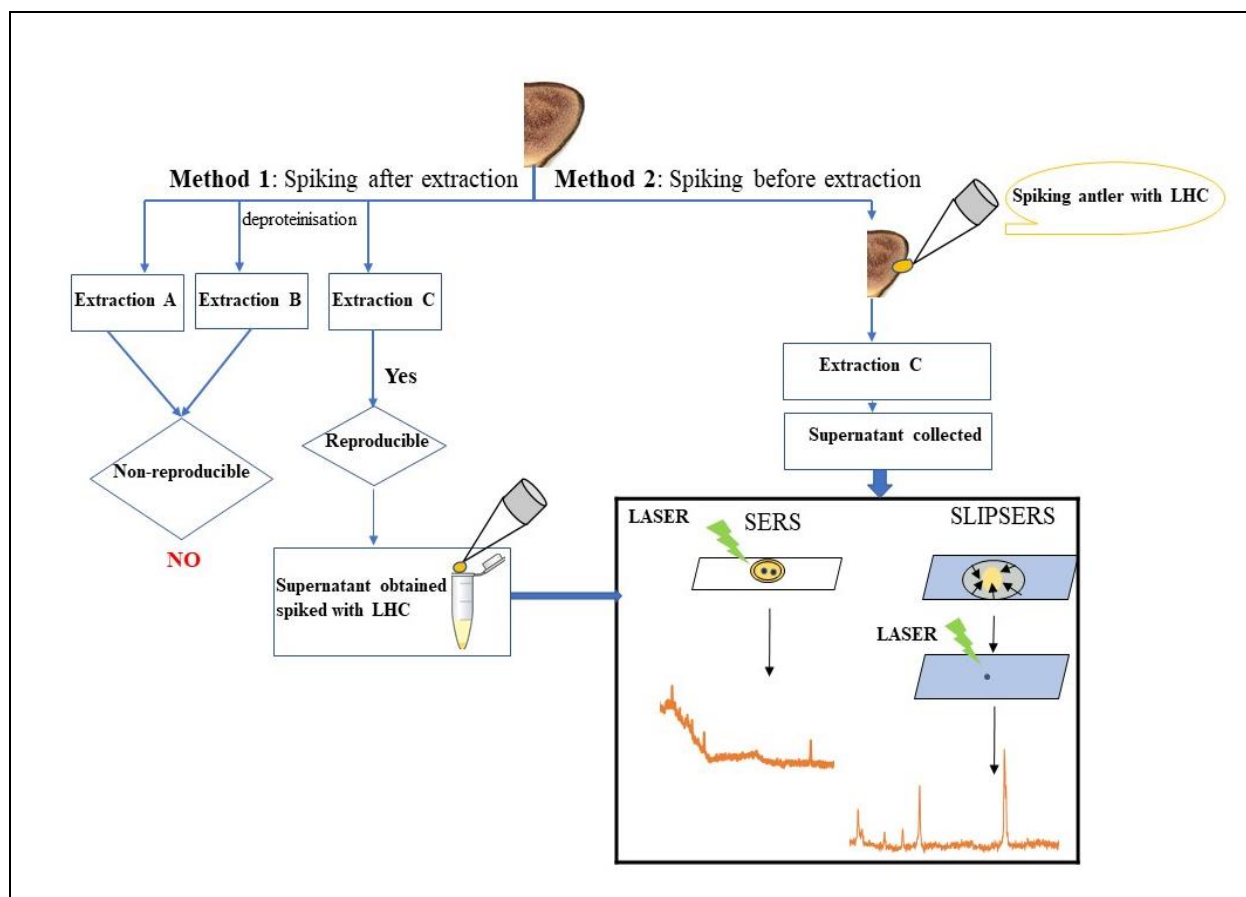 Method 1: Spiking after extraction
Method 2: Spiking before extraction
Spiking antler with LHC
deproteinisation
Extraction A
Extraction B
Extraction C
Extraction C
Yes
Supernatant collected
Reproducible
Non-reproducible
NO
LASER
SERS
SLIPSERS
Supernatant obtained
spiked with LHC
LASER